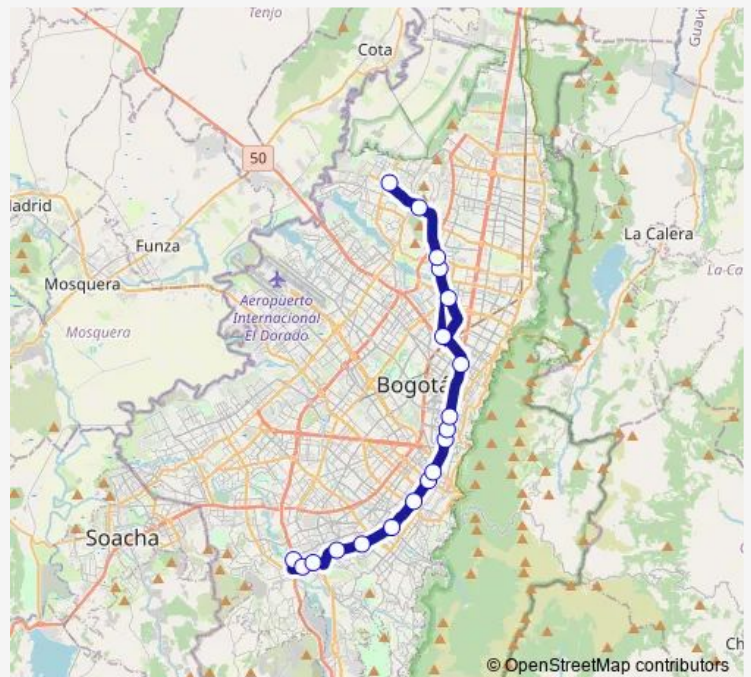 Tenjo
Cota
50
adrid
Funza
La Calera
La-Ca
Mosquera
Aeropuerto
Internacional
El Dorado
Mosquera
Bogotá
Soacha
Ch
© OpenStreetMap contributors